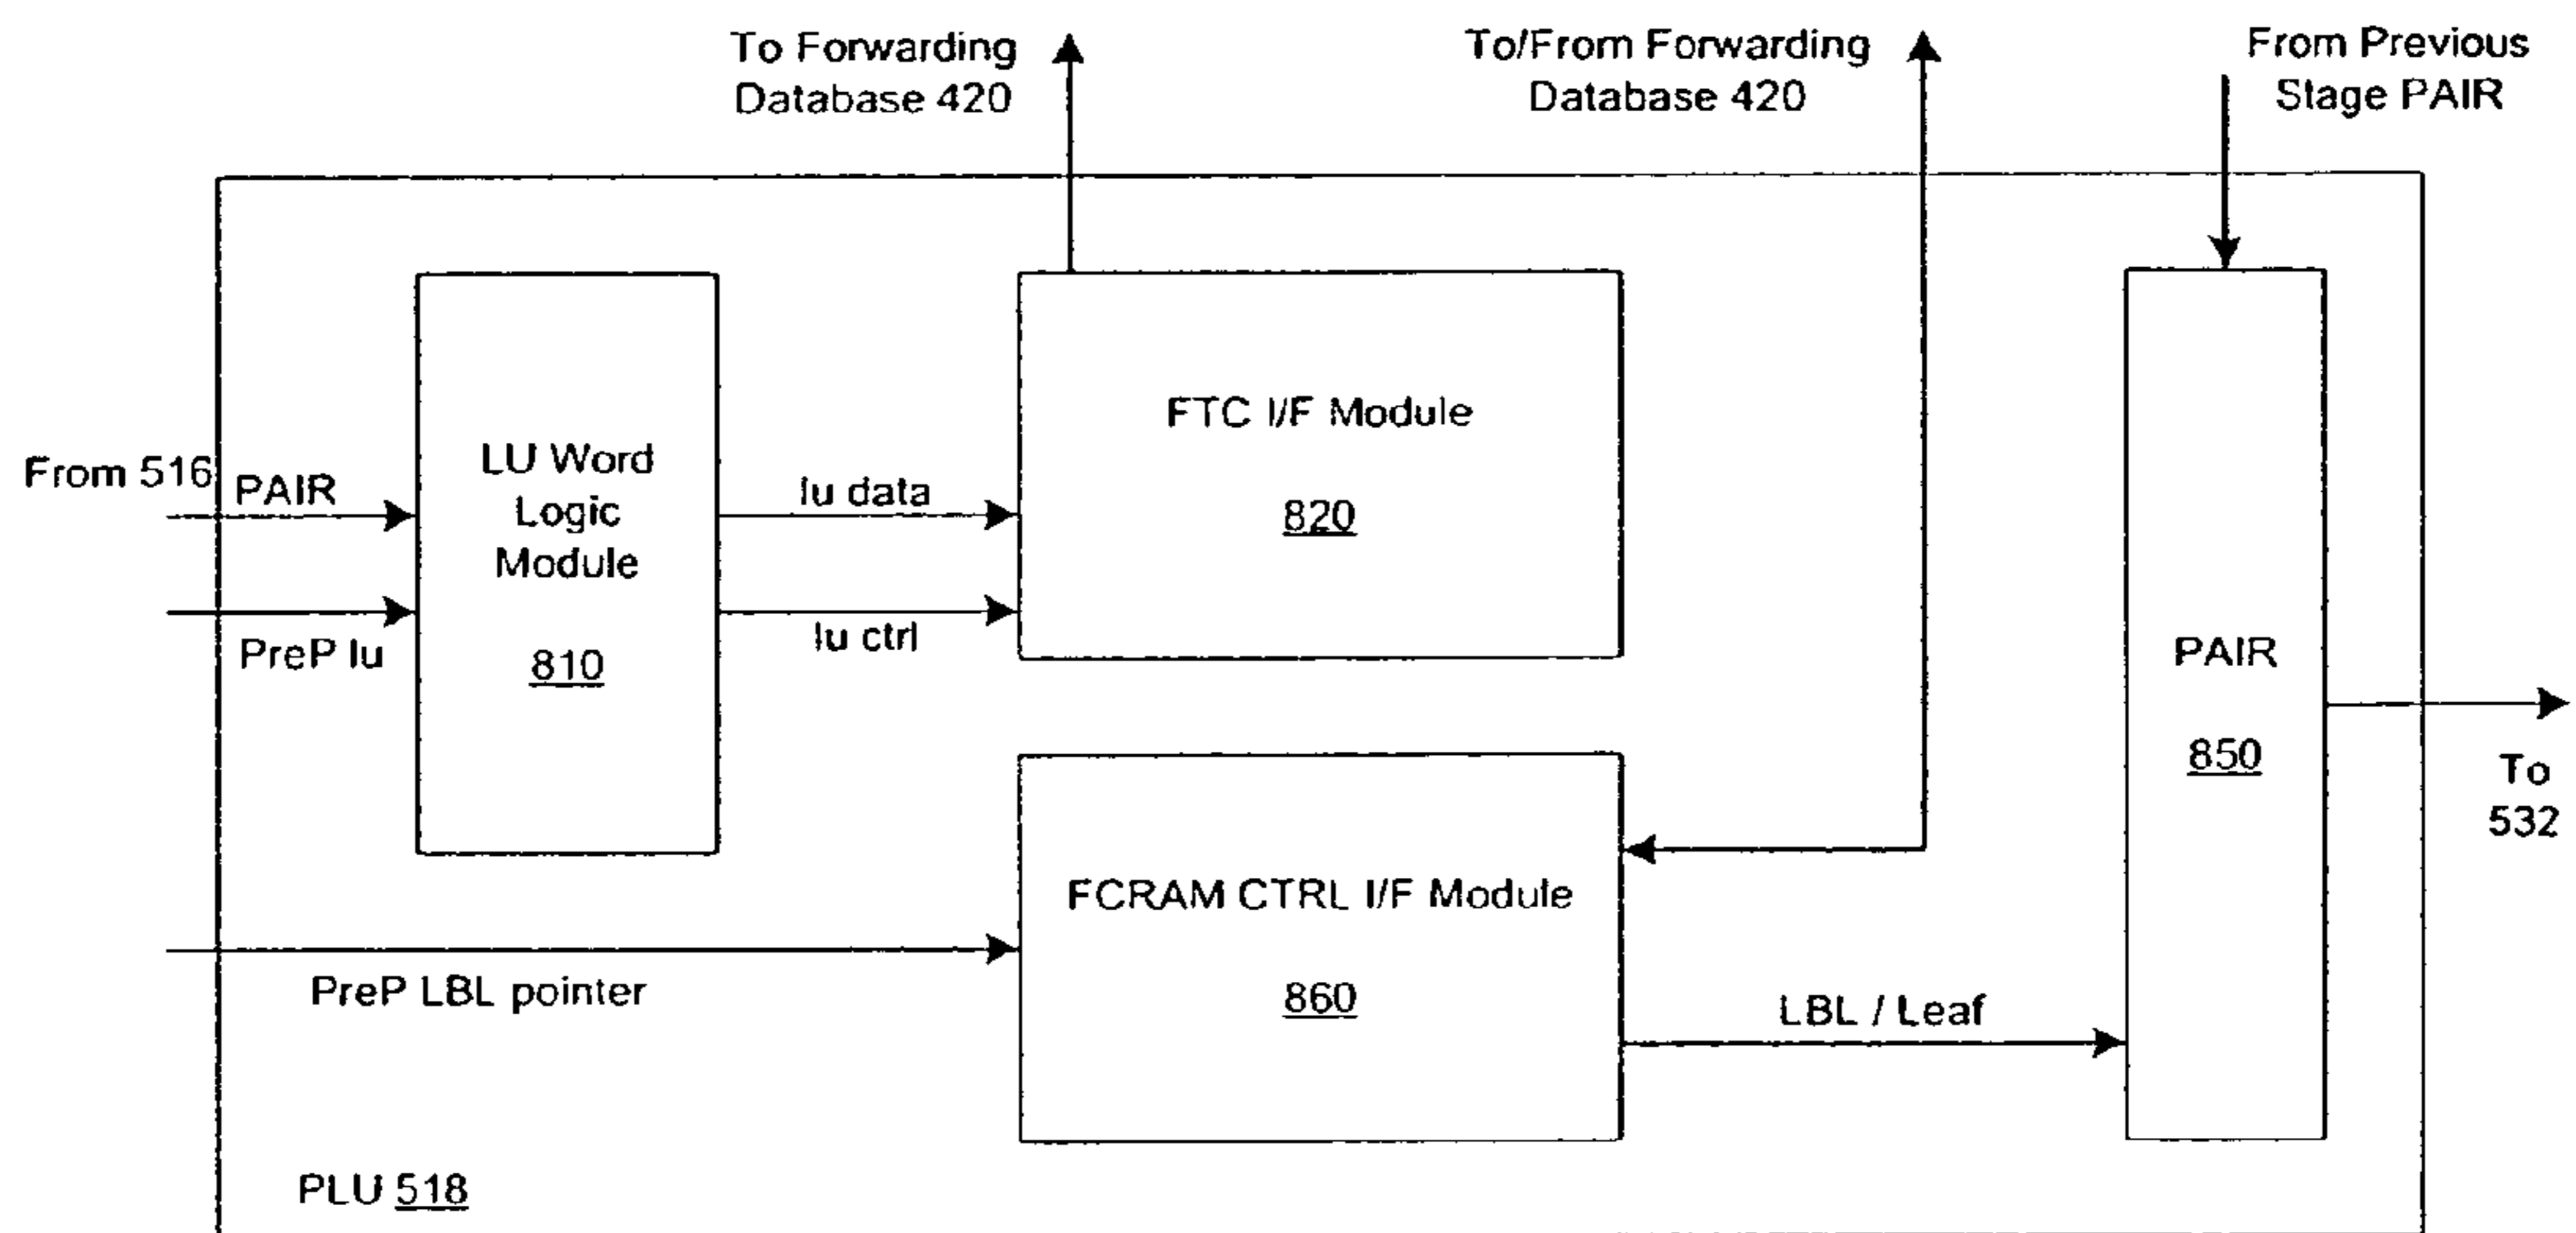 To Forwarding
Database 420
To/From Forwarding
Database 420
From Previous
Stage PAIR
From 516
PAIR
PreP lu
LU Word
Logic
Module
810
lu data
lu ctrl
FTC I/F Module
820
PreP LBL pointer
FCRAM CTRL I/F Module
860
LBL / Leaf
PAIR
850
To
532
PLU 518